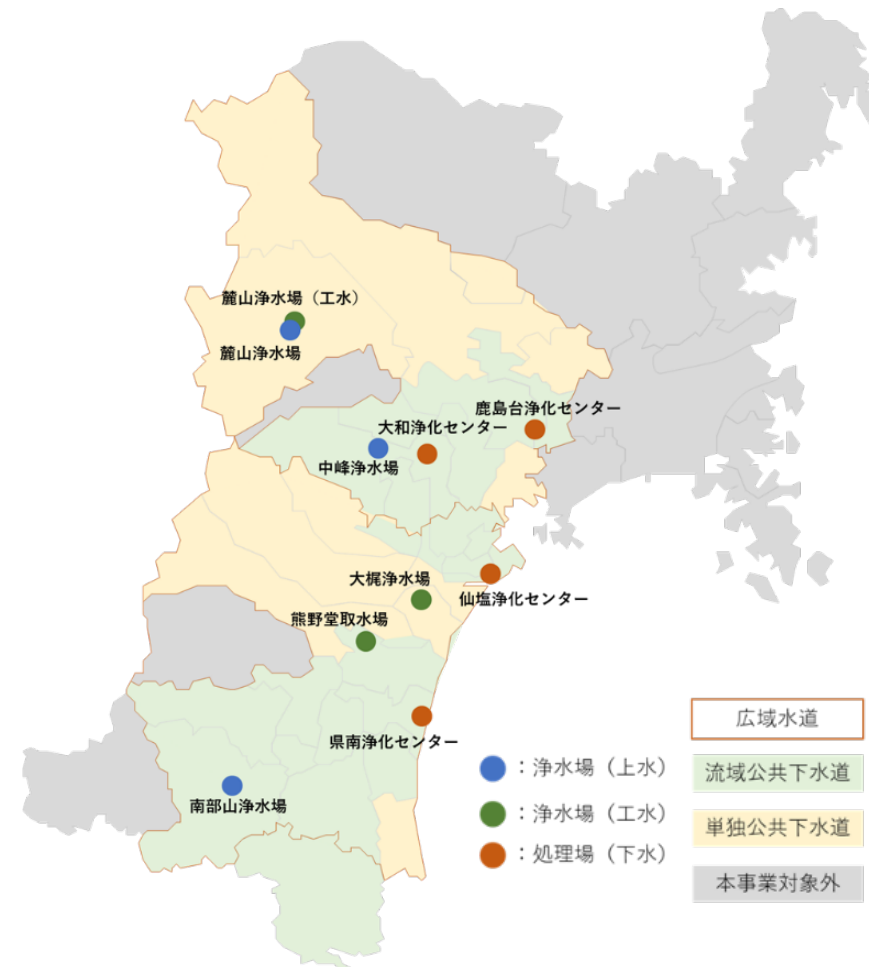 麓山浄水場（工水）
麓山浄水場
鹿島台浄化センター
大和浄化センター
中峰浄水場
大梶浄水場
仙塩浄化センター
熊野堂取水場
県南浄化センター
南部山浄水場
：浄水場（上水）
：浄水場（工水）
：処理場（下水）
広域水道
流域公共下水道
単独公共下水道
本事業対象外